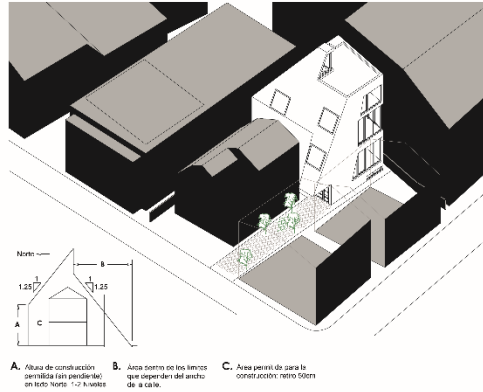 Norte
B
1
1.25
1
1.25
A
C
A. Altura de construcción
permitida (sin pendiente)
en lado Norte 1-2 Niveles
B. Área dentro de los límites
que dependen del ancho
de la calle.
C. Área permitida para la
construcción: retiro 50cm